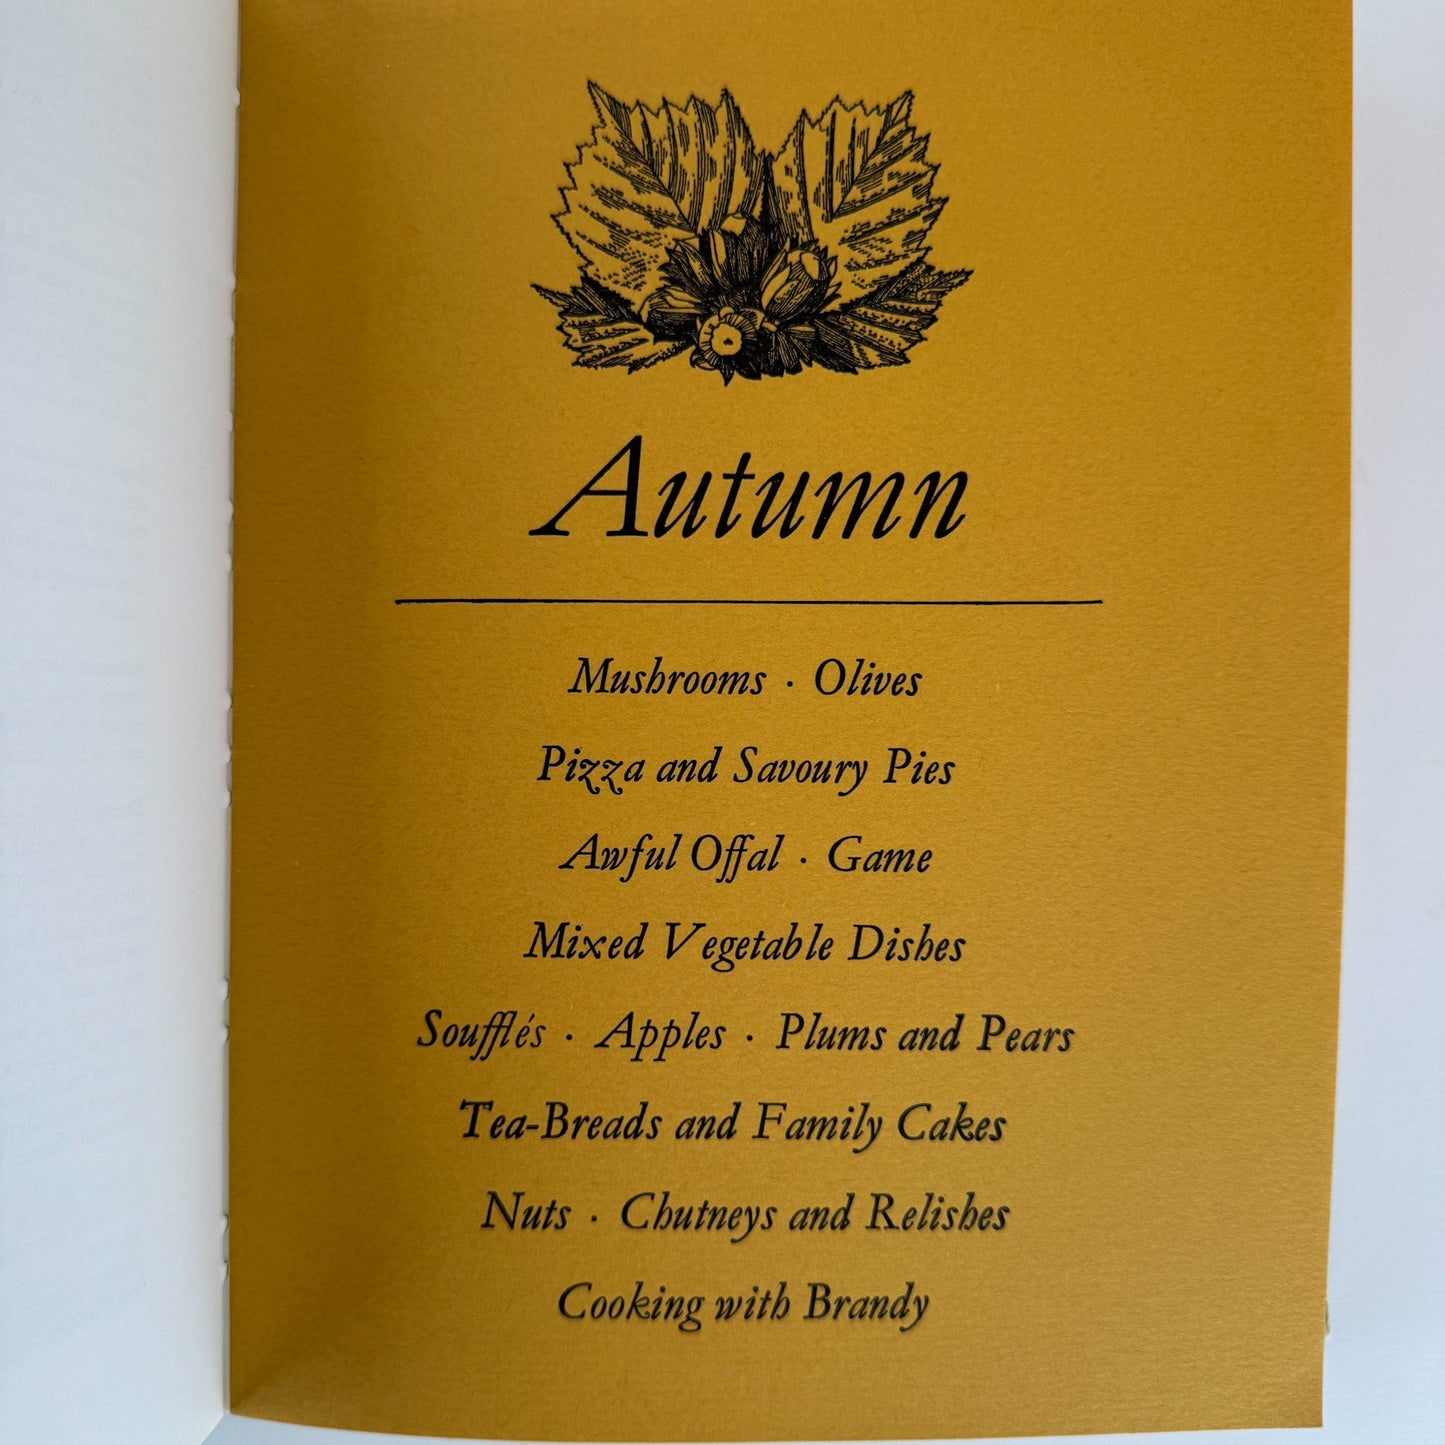 Autumn
Mushrooms · Olives
Pizza and Savoury Pies
Awful Offal · Game
Mixed Vegetable Dishes
Soufflés · Apples · Plums and Pears
Tea-Breads and Family Cakes
Nuts · Chutneys and Relishes
Cooking with Brandy